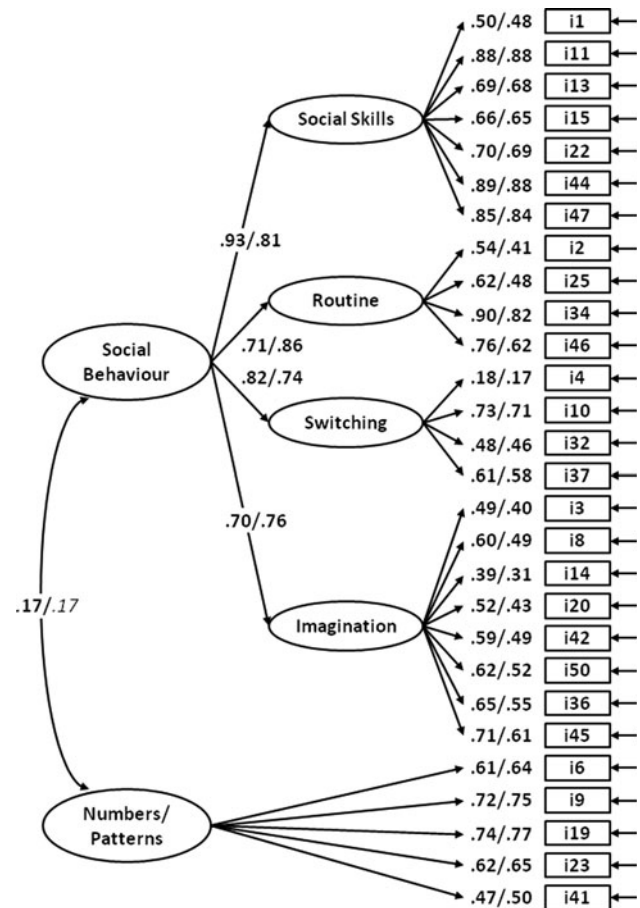 .50/.48 i1
.88/.88 i11
.69/.68 i13
Social Skills .66/.65 i15
.70/.69 i22
.89/.88 i44
.85/.84 i47
.93/.81
.54/.41 i2
.62/.48 i25
Routine
.90/.82 i34
.76/.62 i46
.71/.86
Social
Behaviour
.82/.74
.18/.17 i4
.73/.71 i10
Switching
.48/.46 i32
.61/.58 i37
.49/.40 i3
.70/.76
.60/.49 i8
.39/.31 i14
.52/.43 i20
Imagination
.59/.49 i42
.62/.52 i50
.65/.55 i36
.71/.61 i45
.17/.17
.61/.64 i6
.72/.75 i9
Numbers/
Patterns
.74/.77 i19
.62/.65 i23
.47/.50 i41